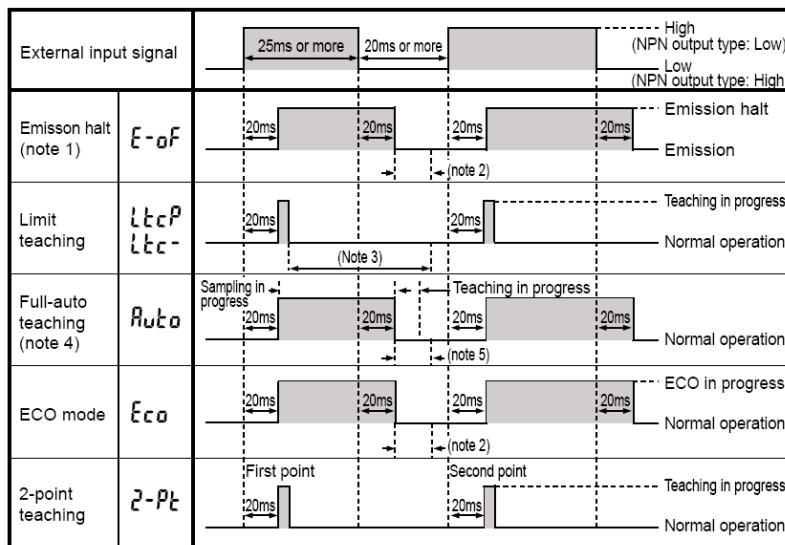 External input signal
25ms or more
20ms or more
High
(NPN output type: Low)
Low
(NPN output type: High
Emisson halt
(note 1)
E-oF
20ms
20ms
20ms
20ms
(note 2)
Emission halt
Emission
Limit
teaching
LtcP
Ltc-
20ms
20ms
(Note 3)
Teaching in progress
Normal operation
Full-auto
teaching
(note 4)
Auto
Sampling in
progress
Teaching in progress
20ms
20ms
20ms
20ms
(note 5)
Normal operation
ECO mode
Eco
20ms
20ms
20ms
20ms
(note 2)
ECO in progress
Normal operation
2-point
teaching
2-Pt
First point
Second point
20ms
20ms
Teaching in progress
Normal operation